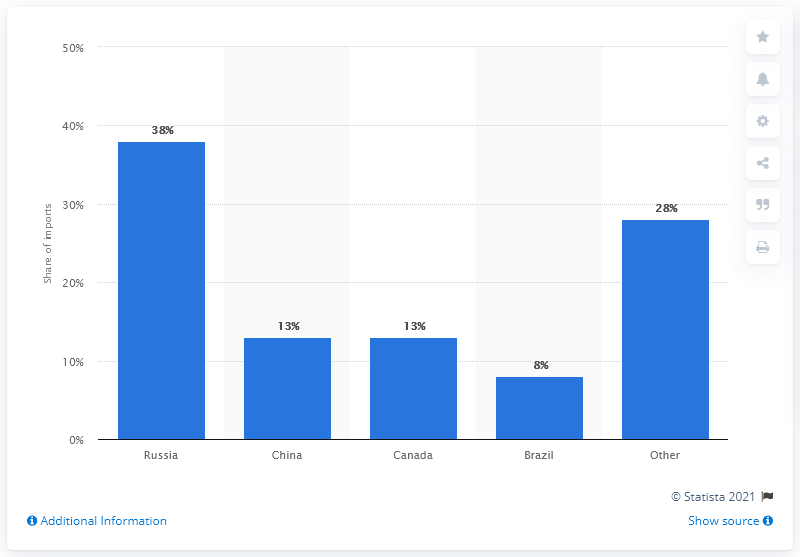 50%
40%
30%
20%
10%
0%
Share of imports
38%
13%
13%
8%
28%
Russia
China
Canada
Brazil
Other
© Statista 2021
Additional Information
Show source